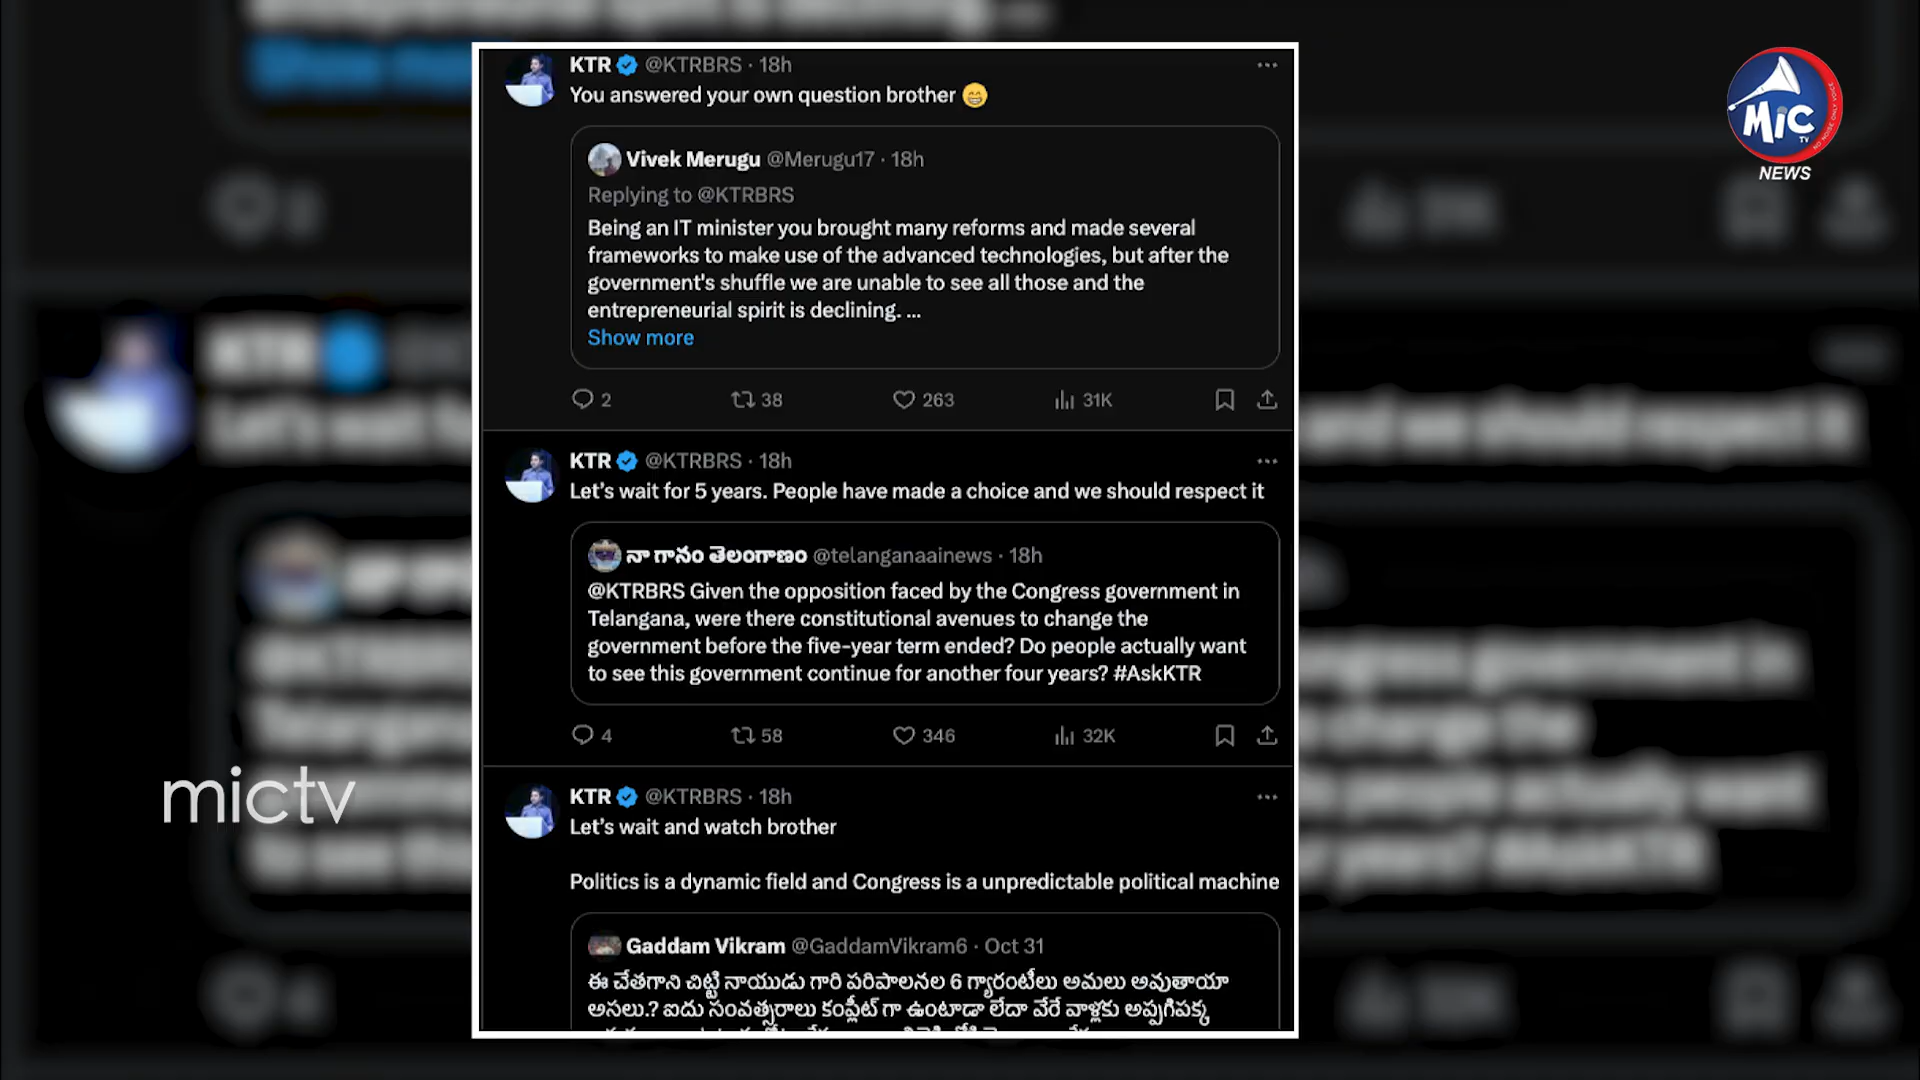 KTR @KTRBRS · 18h
You answered your own question brother 😁
Vivek Merugu @Merugu17 · 18h
Replying to @KTRBRS
Being an IT minister you brought many reforms and made several
frameworks to make use of the advanced technologies, but after the
government's shuffle we are unable to see all those and the
entrepreneurial spirit is declining. ...
Show more
2 38 263 31K
KTR @KTRBRS · 18h
Let's wait for 5 years. People have made a choice and we should respect it
నా గానం తెలంగాణం @telanganaainews · 18h
@KTRBRS Given the opposition faced by the Congress government in
Telangana, were there constitutional avenues to change the
government before the five-year term ended? Do people actually want
to see this government continue for another four years? #AskKTR
4 58 346 32K
KTR @KTRBRS · 18h
Let's wait and watch brother
Politics is a dynamic field and Congress is a unpredictable political machine
Gaddam Vikram @GaddamVikram6 · Oct 31
ఈ చేతగాని చిట్టి నాయుడు గారి పరిపాలనల 6 గ్యారంటీలు అమలు అవుతాయా
అసలు.? ఐదు సంవత్సరాలు కంప్లీట్ గా ఉంటాడా లేదా వేరే వాళ్లకు అప్పగిపక్క
MiC TV
NEWS
mictv